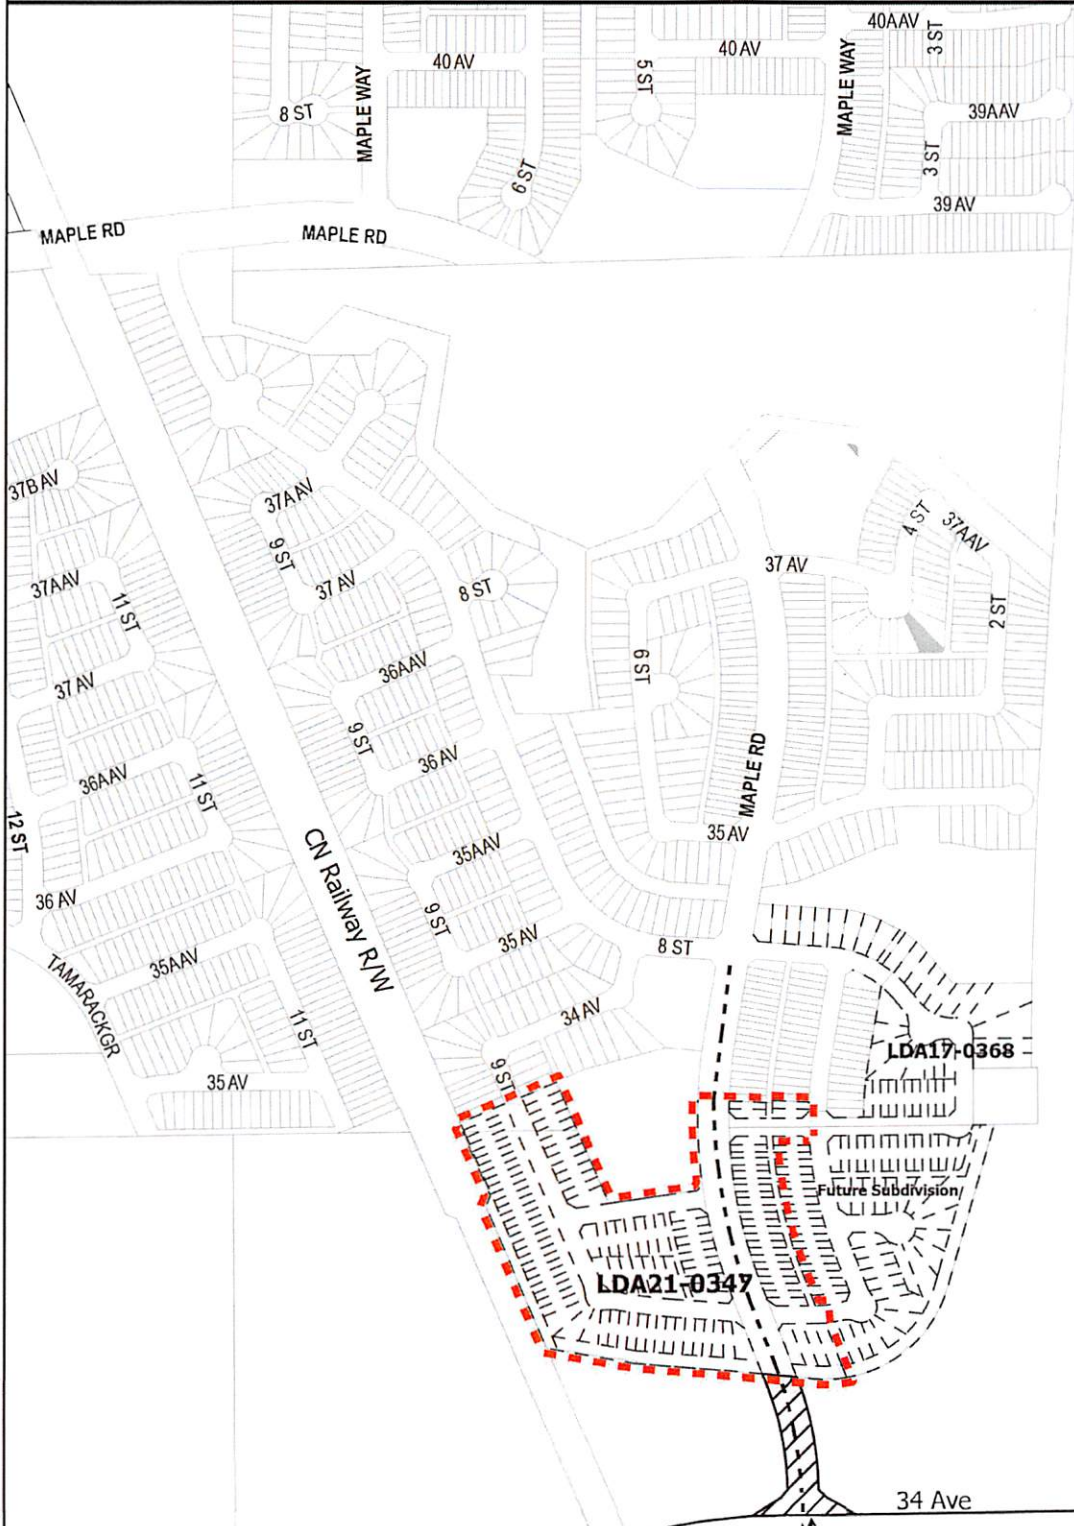 40AAV
3 ST
40 AV
40 AV
MAPLE WAY
5 ST
MAPLE WAY
8 ST
39AAV
6 ST
3 ST
39 AV
MAPLE RD
MAPLE RD
37B AV
37A AV
4 ST
37AAV
9 ST
37 AV
37AAV
37 AV
8 ST
11 ST
2 ST
36AAV
6 ST
37 AV
9 ST
36 AV
36AAV
11 ST
MAPLE RD
12 ST
35AAV
35 AV
CN Railway R/W
36 AV
9 ST
35 AV
8 ST
35AAV
TAMARACKGR
34 AV
11 ST
LDA17-0368
9 ST
35 AV
Future Subdivision
LDA21-0347
34 Ave